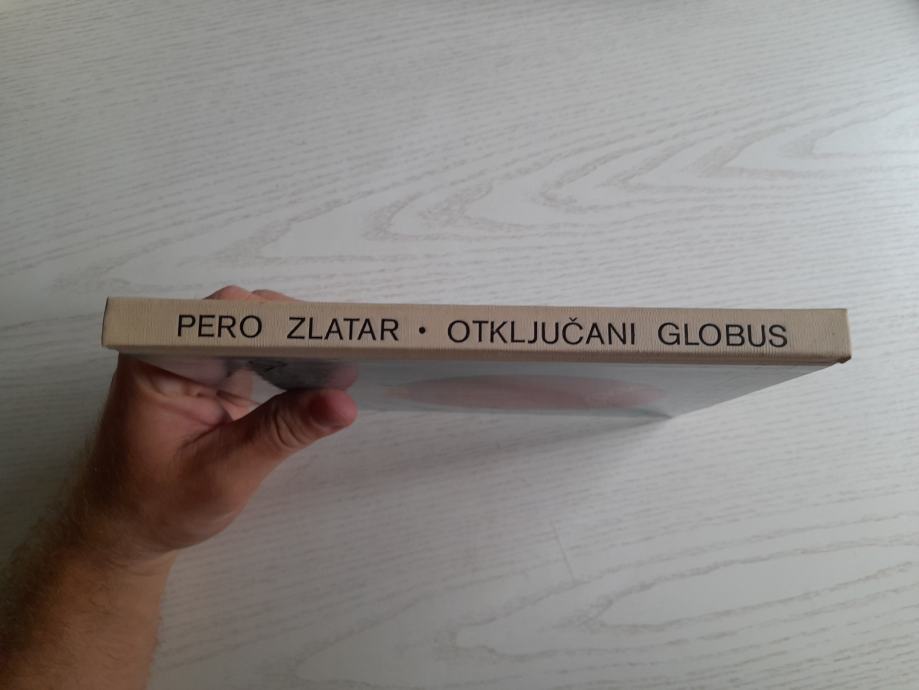 PERO ZLATAR • OTKLJUČANI GLOBUS